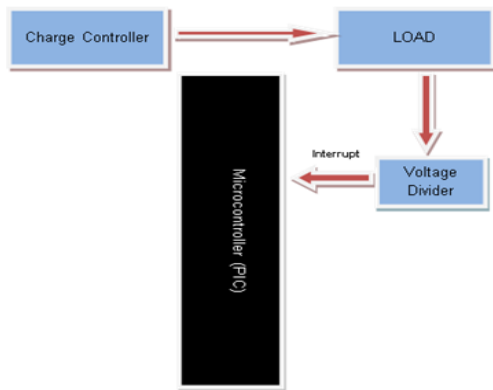 Charge Controller
LOAD
Interrupt
Voltage
Divider
Microcontroller (PIC)